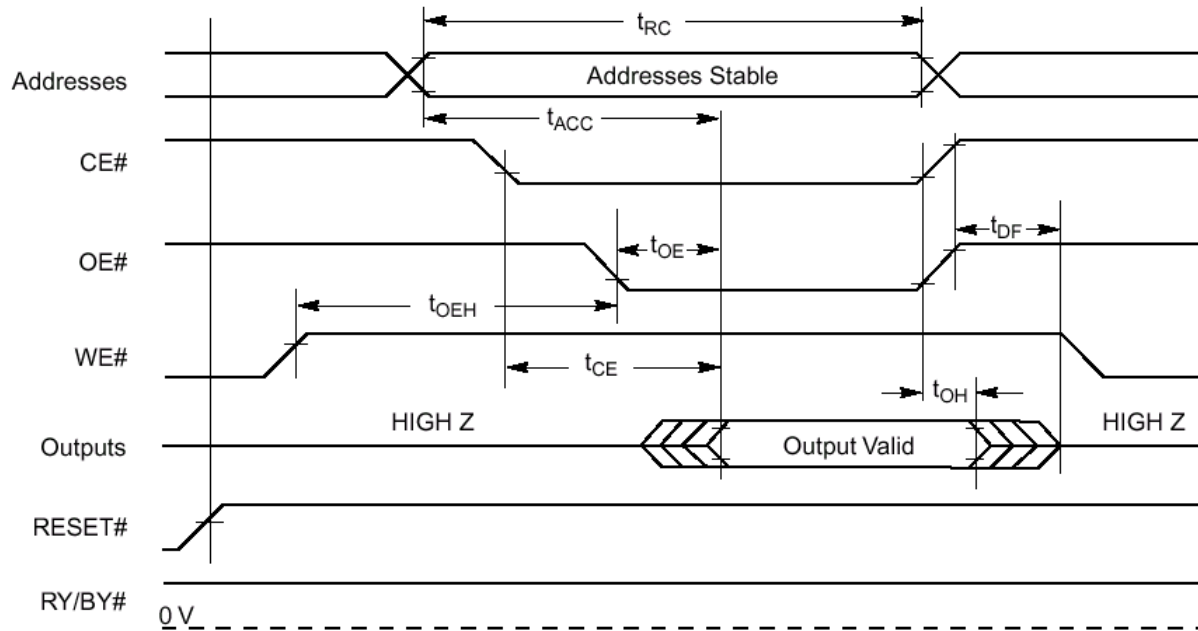 tRC
Addresses
Addresses Stable
tACC
CE#
tOE
tDF
OE#
tOEH
WE#
tCE
tOH
HIGH Z
HIGH Z
Outputs
Output Valid
RESET#
RY/BY#
0 V